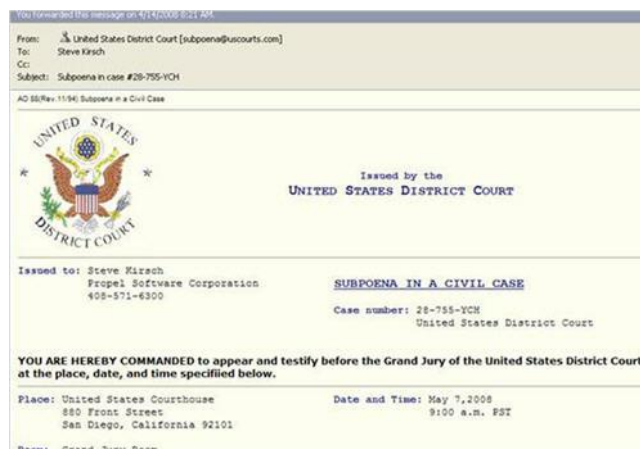 You forwarded this message on 4/14/2008 6:21 AM.
From: United States District Court [subpoena@uscourts.com]
To: Steve Kirsch
Cc:
Subject: Subpoena in case #28-755-YCH
AO 88(Rev.11/94) Subpoena in a Civil Case
UNITED STATES
DISTRICT COURT
Issued by the
UNITED STATES DISTRICT COURT
Issued to: Steve Kirsch
Propel Software Corporation
408-571-6300
SUBPOENA IN A CIVIL CASE
Case number: 28-755-YCH
United States District Court
YOU ARE HEREBY COMMANDED to appear and testify before the Grand Jury of the United States District Court
at the place, date, and time specifiied below.
Place: United States Courthouse
880 Front Street
San Diego, California 92101
Date and Time: May 7,2008
9:00 a.m. PST
Room: Grand Jury Room